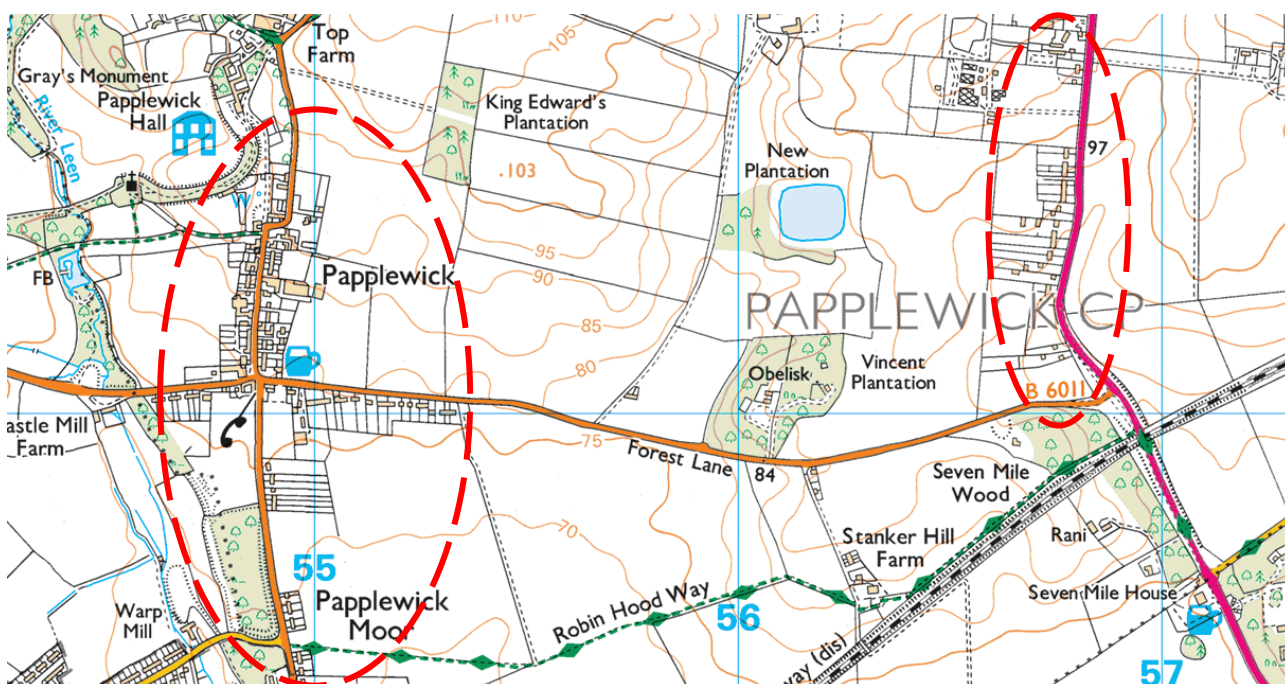 110
105
Top
Farm
Gray's Monument
Papplewick
Hall
River Leen
King Edward's
Plantation
.103
New
Plantation
97
95
90
FB
Papplewick
85
PAPPLEWICK CP
80
Obelisk
Vincent
Plantation
B 6011
astle Mill
Farm
75
Forest Lane
84
Seven Mile
Wood
70
Stanker Hill
Farm
Rani
55
Papplewick
Moor
Robin Hood Way
56
Seven Mile House
Warp
Mill
way (dis)
57